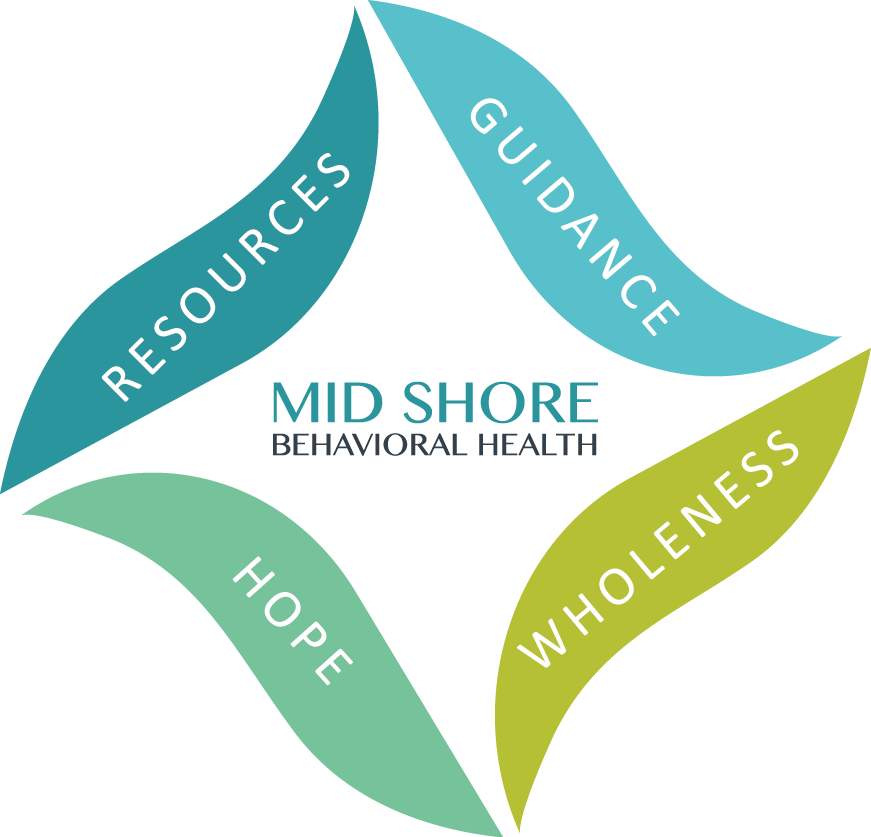 RESOURCES
GUIDANCE
MID SHORE
BEHAVIORAL HEALTH
HOPE
WHOLENESS